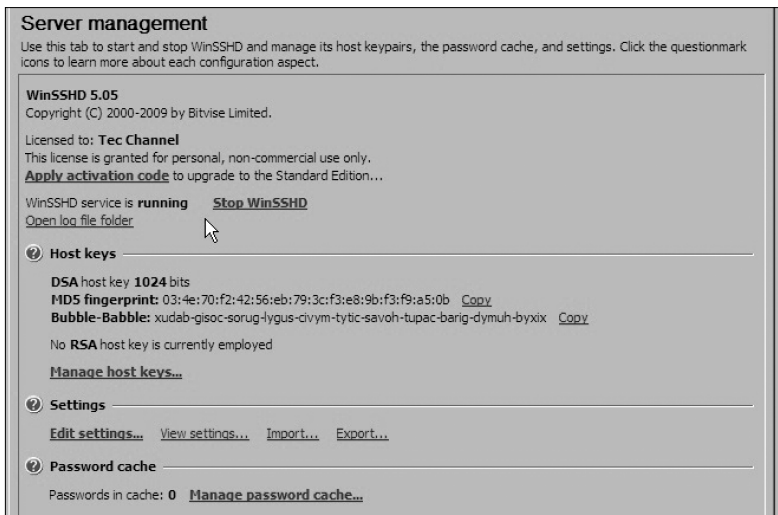 Server management
Use this tab to start and stop WinSSHD and manage its host keypairs, the password cache, and settings. Click the questionmark
icons to learn more about each configuration aspect.
WinSSHD 5.05
Copyright (C) 2000-2009 by Bitvise Limited.
Licensed to: Tec Channel
This license is granted for personal, non-commercial use only.
Apply activation code to upgrade to the Standard Edition...
WinSSHD service is running Stop WinSSHD
Open log file folder
? Host keys
DSA host key 1024 bits
MD5 fingerprint: 03:4e:70:f2:42:56:eb:79:3c:f3:e8:9b:f3:f9:a5:0b Copy
Bubble-Babble: xudab-gisoc-sorug-lygus-civym-tytic-savoh-tupac-barig-dymuh-byxix Copy
No RSA host key is currently employed
Manage host keys...
? Settings
Edit settings... View settings... Import... Export...
? Password cache
Passwords in cache: 0 Manage password cache...